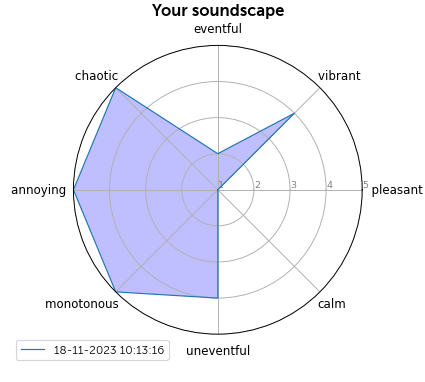 Your soundscape
eventful
chaotic
vibrant
annoying
1
2
3
4
5
pleasant
monotonous
calm
uneventful
18-11-2023 10:13:16